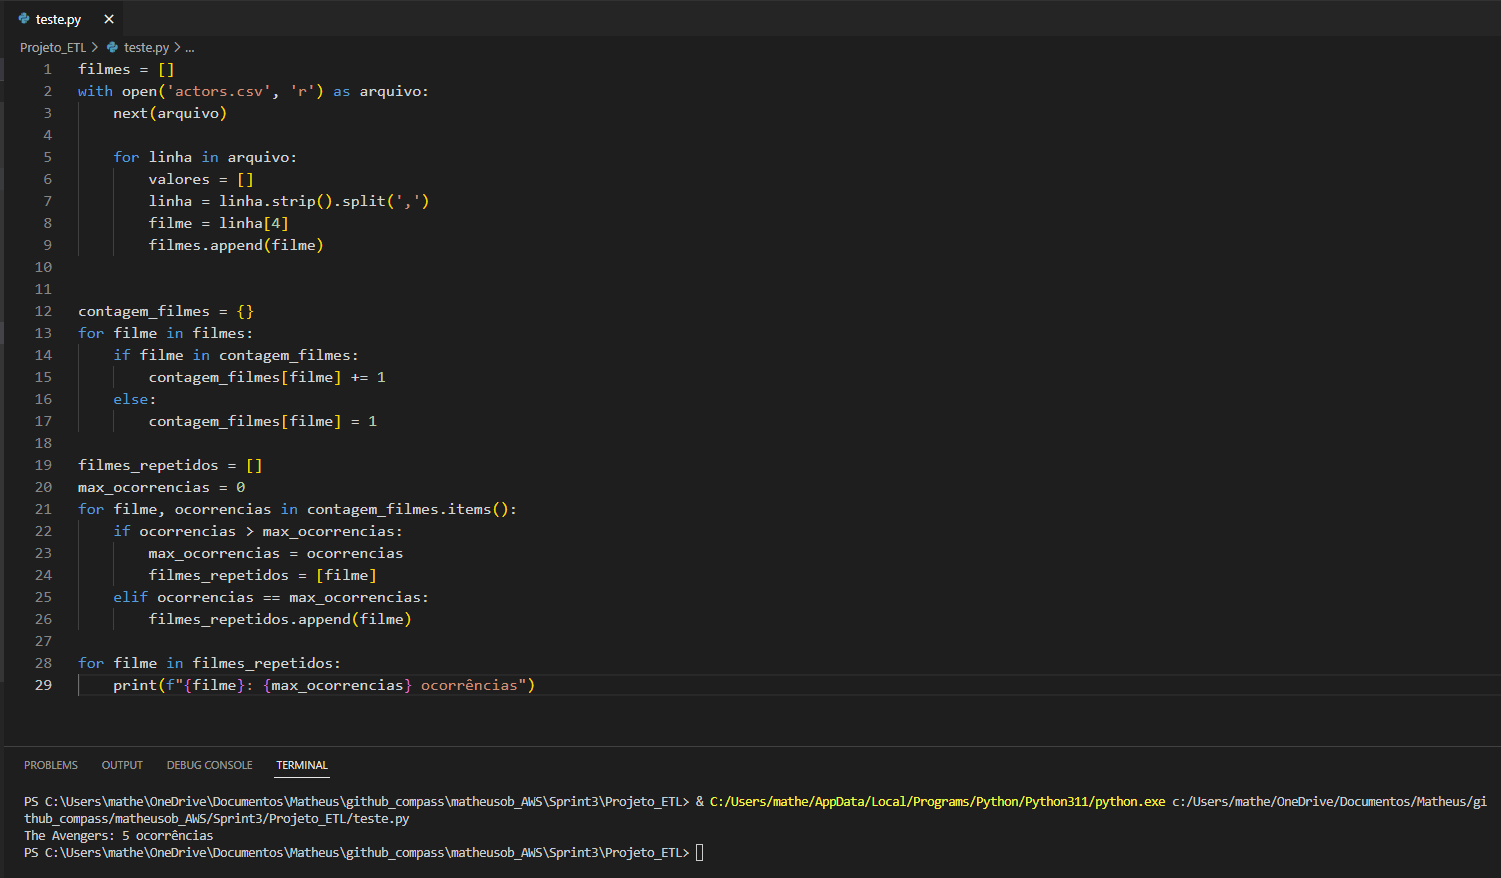 teste.py ×
Projeto_ETL > teste.py > ...
1 filmes = []
2 with open('actors.csv', 'r') as arquivo:
3     next(arquivo)
4
5     for linha in arquivo:
6         valores = []
7         linha = linha.strip().split(',')
8         filme = linha[4]
9         filmes.append(filme)
10
11
12 contagem_filmes = {}
13 for filme in filmes:
14     if filme in contagem_filmes:
15         contagem_filmes[filme] += 1
16     else:
17         contagem_filmes[filme] = 1
18
19 filmes_repetidos = []
20 max_ocorrencias = 0
21 for filme, ocorrencias in contagem_filmes.items():
22     if ocorrencias > max_ocorrencias:
23         max_ocorrencias = ocorrencias
24         filmes_repetidos = [filme]
25     elif ocorrencias == max_ocorrencias:
26         filmes_repetidos.append(filme)
27
28 for filme in filmes_repetidos:
29     print(f"{filme}: {max_ocorrencias} ocorrências")
PROBLEMS OUTPUT DEBUG CONSOLE TERMINAL
PS C:\Users\mathe\OneDrive\Documentos\Matheus\github_compass\matheusob_AWS\Sprint3\Projeto_ETL> & C:/Users/mathe/AppData/Local/Programs/Python/Python311/python.exe c:/Users/mathe/OneDrive/Documentos/Matheus/gi
thub_compass/matheusob_AWS/Sprint3/Projeto_ETL/teste.py
The Avengers: 5 ocorrências
PS C:\Users\mathe\OneDrive\Documentos\Matheus\github_compass\matheusob_AWS\Sprint3\Projeto_ETL>